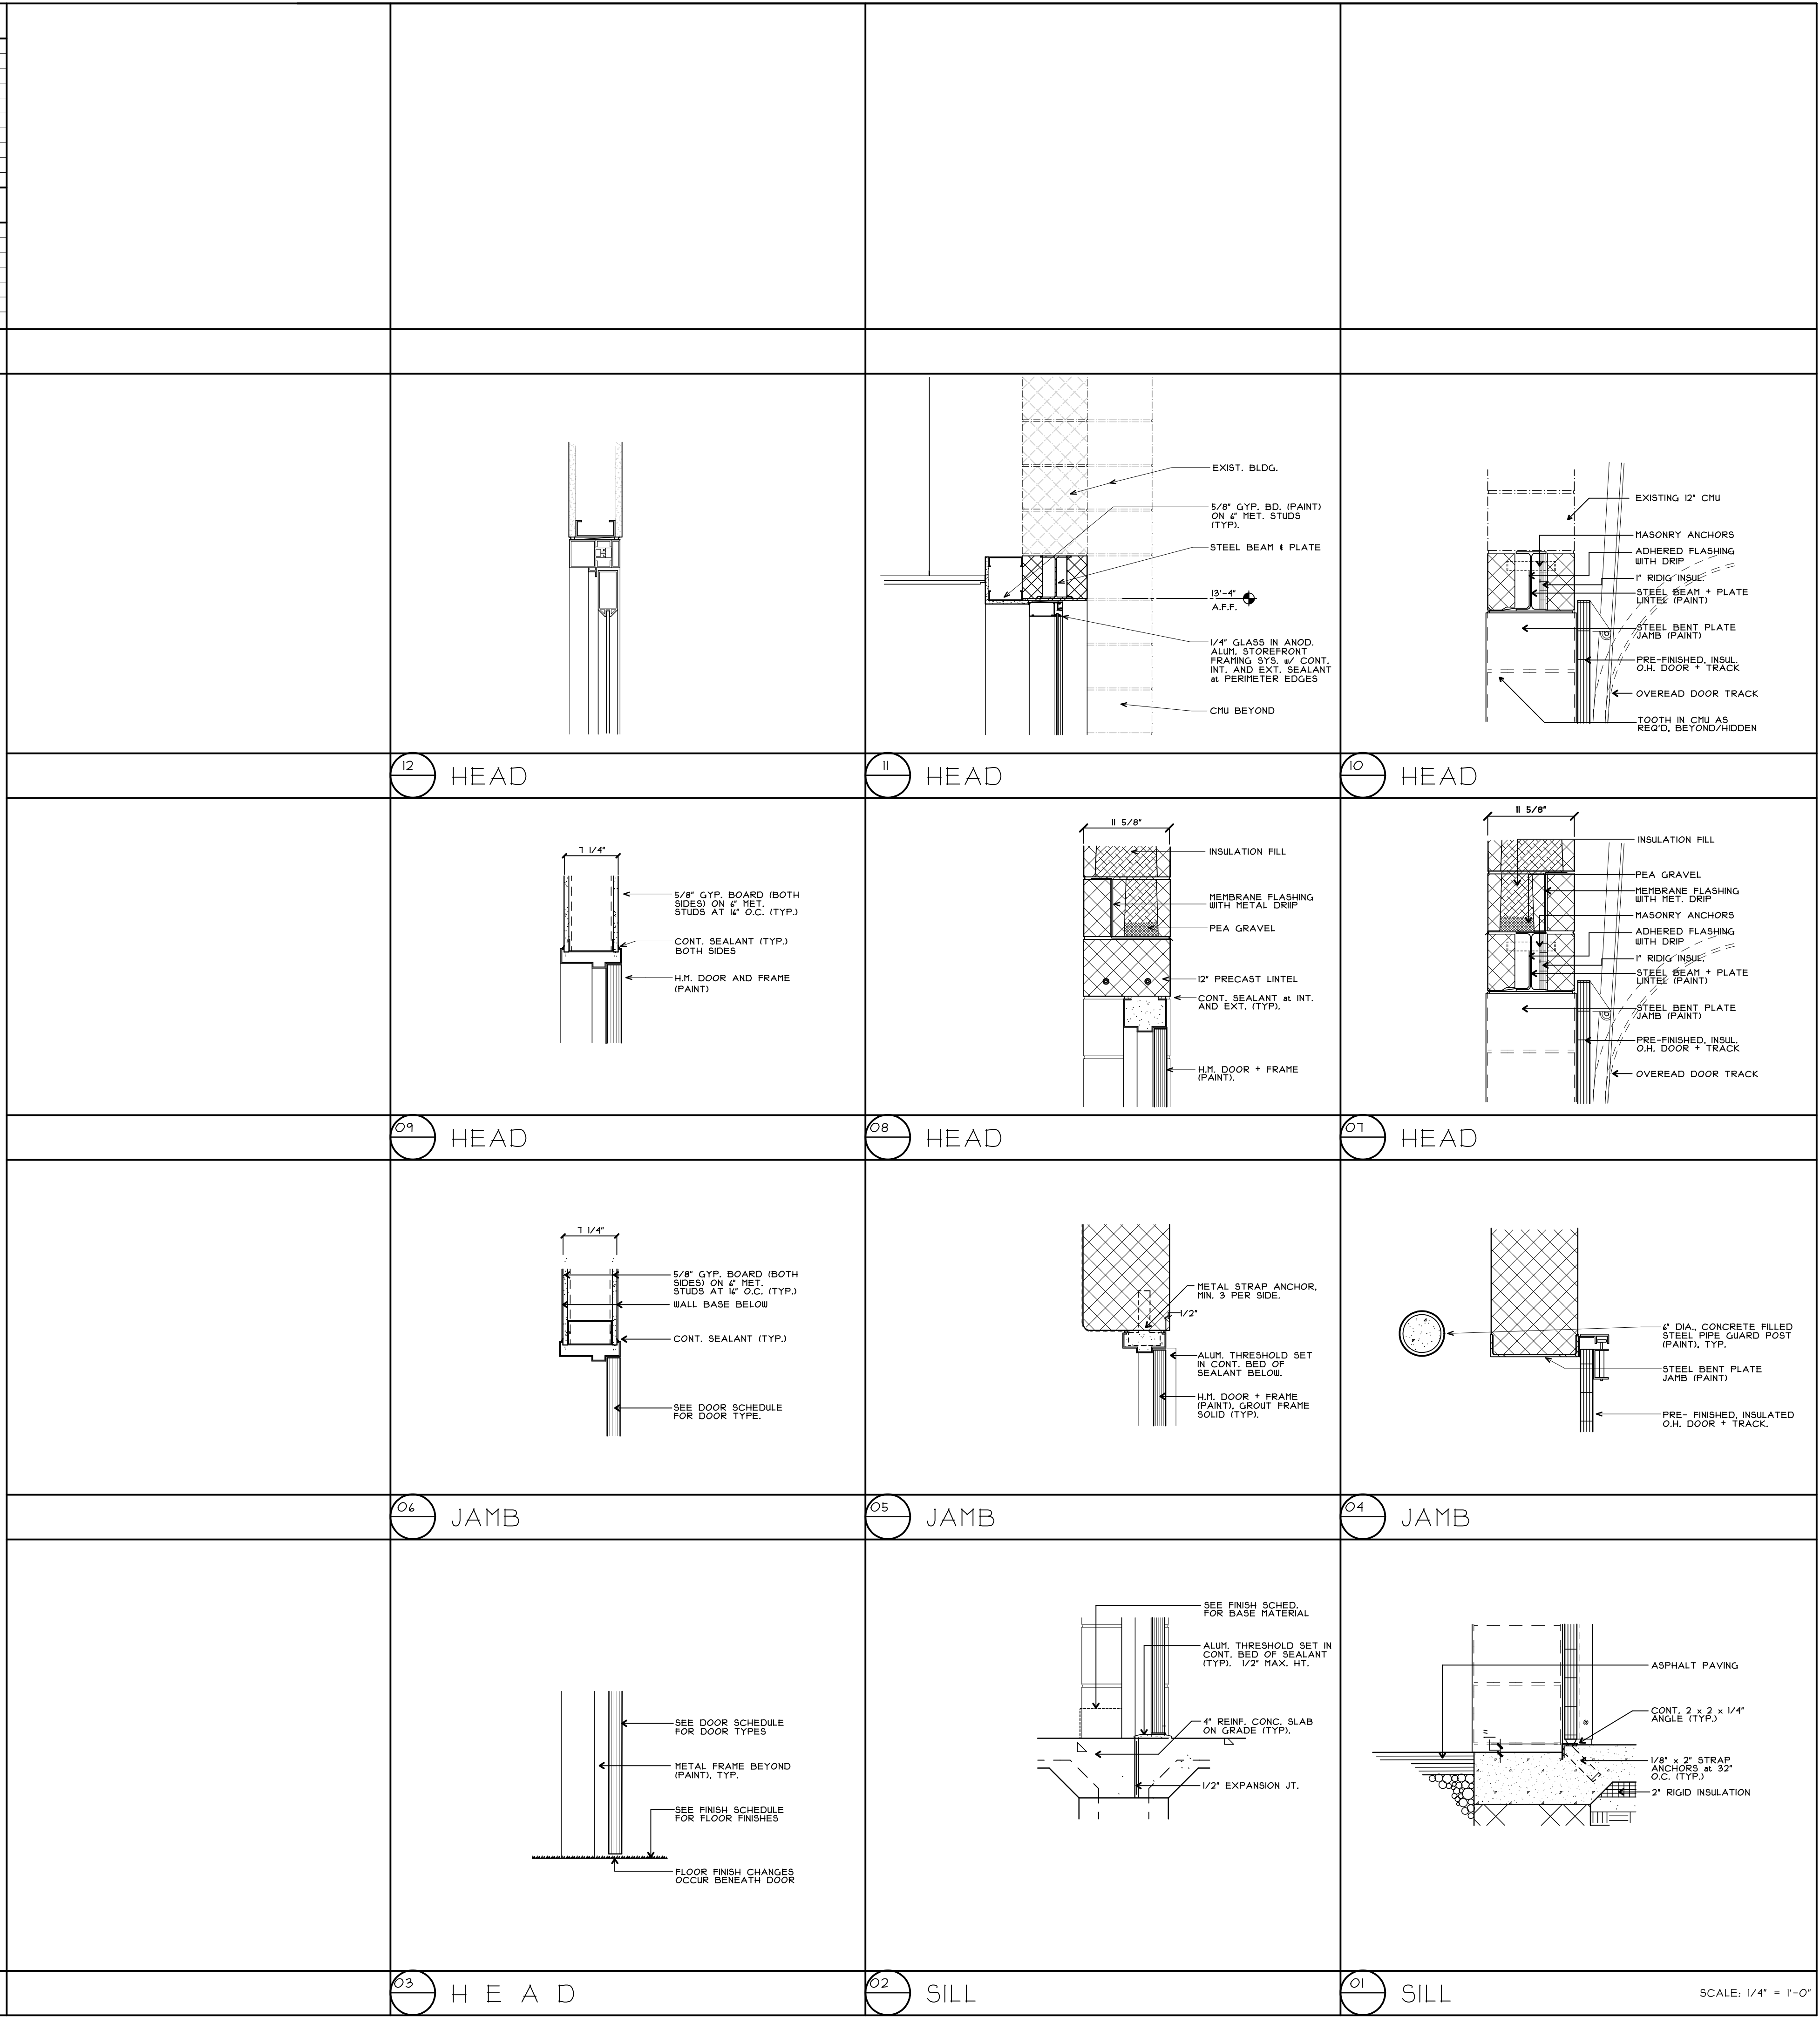 EXIST. BLDG.
5/8" GYP. BD. (PAINT)
ON 6" MET. STUDS
(TYP).
STEEL BEAM & PLATE
13'-4"
A.F.F.
1/4" GLASS IN ANOD.
ALUM. STOREFRONT
FRAMING SYS. w/ CONT.
INT. AND EXT. SEALANT
at PERIMETER EDGES
CMU BEYOND
EXISTING 12" CMU
MASONRY ANCHORS
ADHERED FLASHING
WITH DRIP
1" RIDIG INSUL.
STEEL BEAM + PLATE
LINTEL (PAINT)
STEEL BENT PLATE
JAMB (PAINT)
PRE-FINISHED, INSUL.
O.H. DOOR + TRACK
OVEREAD DOOR TRACK
TOOTH IN CMU AS
REQ'D, BEYOND/HIDDEN
12 HEAD
11 HEAD
10 HEAD
7 1/4"
5/8" GYP. BOARD (BOTH
SIDES) ON 6" MET.
STUDS AT 16" O.C. (TYP.)
CONT. SEALANT (TYP.)
BOTH SIDES
H.M. DOOR AND FRAME
(PAINT)
11 5/8"
INSULATION FILL
MEMBRANE FLASHING
WITH METAL DRIIP
PEA GRAVEL
12" PRECAST LINTEL
CONT. SEALANT at INT.
AND EXT. (TYP).
H.M. DOOR + FRAME
(PAINT).
11 5/8"
INSULATION FILL
PEA GRAVEL
MEMBRANE FLASHING
WITH MET. DRIP
MASONRY ANCHORS
ADHERED FLASHING
WITH DRIP
1" RIDIG INSUL.
STEEL BEAM + PLATE
LINTEL (PAINT)
STEEL BENT PLATE
JAMB (PAINT)
PRE-FINISHED, INSUL.
O.H. DOOR + TRACK
OVEREAD DOOR TRACK
09 HEAD
08 HEAD
07 HEAD
7 1/4"
5/8" GYP. BOARD (BOTH
SIDES) ON 6" MET.
STUDS AT 16" O.C. (TYP.)
WALL BASE BELOW
CONT. SEALANT (TYP.)
SEE DOOR SCHEDULE
FOR DOOR TYPE.
METAL STRAP ANCHOR,
MIN. 3 PER SIDE.
1/2"
ALUM. THRESHOLD SET
IN CONT. BED OF
SEALANT BELOW.
H.M. DOOR + FRAME
(PAINT), GROUT FRAME
SOLID (TYP).
6" DIA., CONCRETE FILLED
STEEL PIPE GUARD POST
(PAINT), TYP.
STEEL BENT PLATE
JAMB (PAINT)
PRE- FINISHED, INSULATED
O.H. DOOR + TRACK.
06 JAMB
05 JAMB
04 JAMB
SEE DOOR SCHEDULE
FOR DOOR TYPES
METAL FRAME BEYOND
(PAINT), TYP.
SEE FINISH SCHEDULE
FOR FLOOR FINISHES
FLOOR FINISH CHANGES
OCCUR BENEATH DOOR
SEE FINISH SCHED.
FOR BASE MATERIAL
ALUM. THRESHOLD SET IN
CONT. BED OF SEALANT
(TYP). 1/2" MAX. HT.
4" REINF. CONC. SLAB
ON GRADE (TYP).
1/2" EXPANSION JT.
ASPHALT PAVING
CONT. 2 x 2 x 1/4"
ANGLE (TYP.)
1/8" x 2" STRAP
ANCHORS at 32"
O.C. (TYP.)
2" RIGID INSULATION
03 H E A D
02 SILL
01 SILL
SCALE: 1/4" = 1'-0"